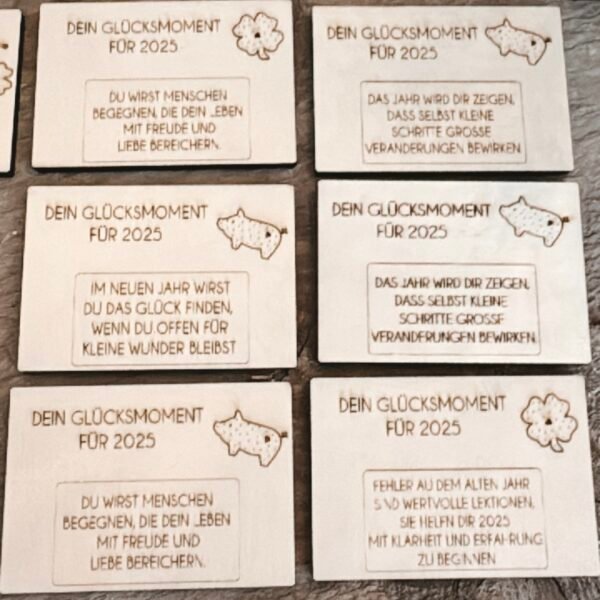 DEIN GLÜCKSMOMENT
FÜR 2025
DU WIRST MENSCHEN
BEGEGNEN, DIE DEIN LEBEN
MIT FREUDE UND
LIEBE BEREICHERN.
DEIN GLÜCKSMOMENT
FÜR 2025
DAS JAHR WIRD DIR ZEIGEN,
DASS SELBST KLEINE
SCHRITTE GROSSE
VERANDERUNGEN BEWIRKEN.
DEIN GLÜCKSMOMENT
FÜR 2025
IM NEUEN JAHR WIRST
DU DAS GLÜCK FINDEN,
WENN DU OFFEN FÜR
KLEINE WUNDER BLEIBST
DEIN GLÜCKSMOMENT
FÜR 2025
DAS JAHR WIRD DIR ZEIGEN,
DASS SELBST KLEINE
SCHRITTE GROSSE
VERANDERUNGEN BEWIRKEN.
DEIN GLÜCKSMOMENT
FÜR 2025
DU WIRST MENSCHEN
BEGEGNEN, DIE DEIN LEBEN
MIT FREUDE UND
LIEBE BEREICHERN.
DEIN GLÜCKSMOMENT
FÜR 2025
FEHLER AU DEM ALTEN JAHR
SIND WERTVOLLE LEKTIONEN,
SIE HELFN DIR 2025
MIT KLARHEIT UND ERFAHRUNG
ZU BEGINNEN